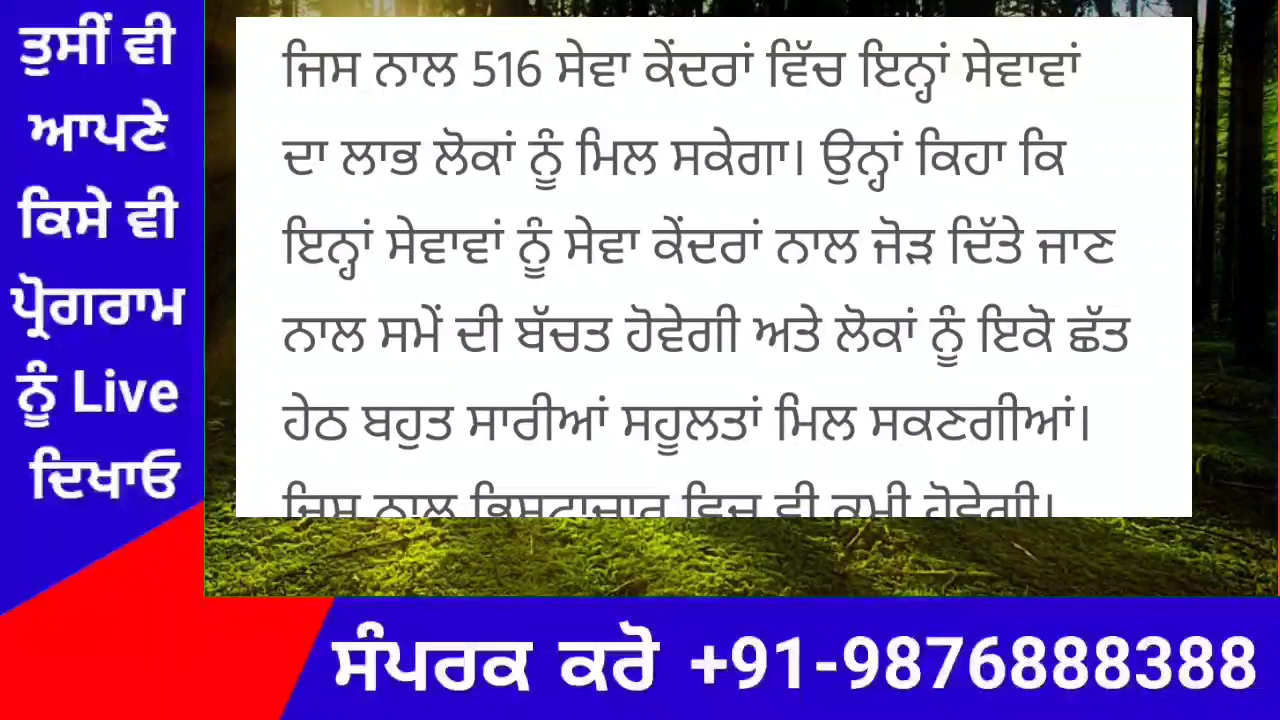 ਤੁਸੀਂ ਵੀ
ਆਪਣੇ
ਕਿਸੇ ਵੀ
ਪ੍ਰੋਗਰਾਮ
ਨੂੰ Live
ਦਿਖਾਓ
ਜਿਸ ਨਾਲ 516 ਸੇਵਾ ਕੇਂਦਰਾਂ ਵਿੱਚ ਇਨ੍ਹਾਂ ਸੇਵਾਵਾਂ
ਦਾ ਲਾਭ ਲੋਕਾਂ ਨੂੰ ਮਿਲ ਸਕੇਗਾ। ਉਨ੍ਹਾਂ ਕਿਹਾ ਕਿ
ਇਨ੍ਹਾਂ ਸੇਵਾਵਾਂ ਨੂੰ ਸੇਵਾ ਕੇਂਦਰਾਂ ਨਾਲ ਜੋੜ ਦਿੱਤੇ ਜਾਣ
ਨਾਲ ਸਮੇਂ ਦੀ ਬੱਚਤ ਹੋਵੇਗੀ ਅਤੇ ਲੋਕਾਂ ਨੂੰ ਇਕੋ ਛੱਤ
ਹੇਠ ਬਹੁਤ ਸਾਰੀਆਂ ਸਹੂਲਤਾਂ ਮਿਲ ਸਕਣਗੀਆਂ।
ਜਿਸ ਨਾਲ ਭ੍ਰਿਸ਼ਟਾਚਾਰ ਵਿਚ ਵੀ ਕਮੀ ਹੋਵੇਗੀ।
ਸੰਪਰਕ ਕਰੋ +91-9876888388